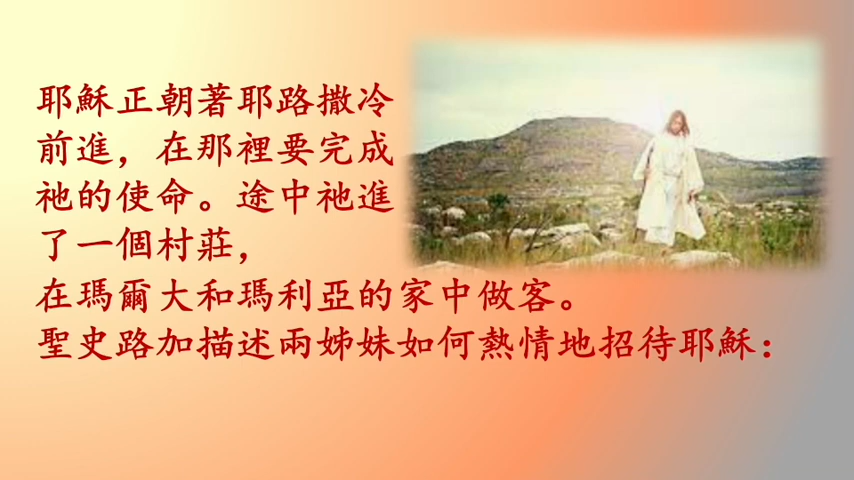 耶穌正朝著耶路撒冷
前進，在那裡要完成
祂的使命。途中祂進
了一個村莊，
在瑪爾大和瑪利亞的家中做客。
聖史路加描述兩姊妹如何熱情地招待耶穌：